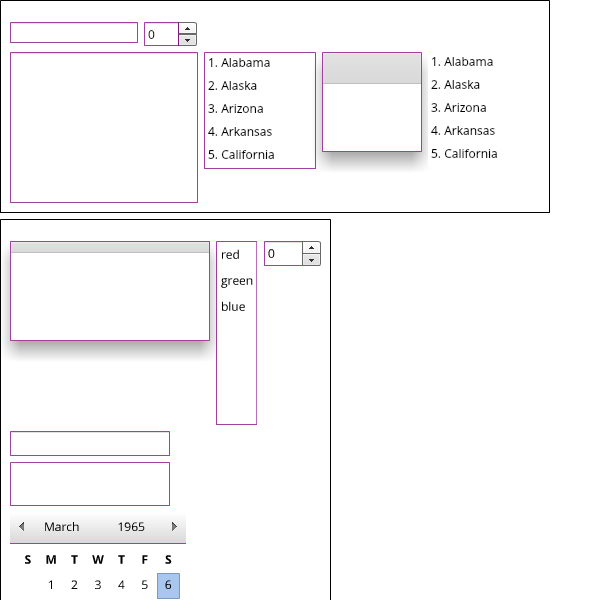 0
1. Alabama
2. Alaska
3. Arizona
4. Arkansas
5. California
1. Alabama
2. Alaska
3. Arizona
4. Arkansas
5. California
red
green
blue
0
March 1965
S M T W T F S
1 2 3 4 5 6